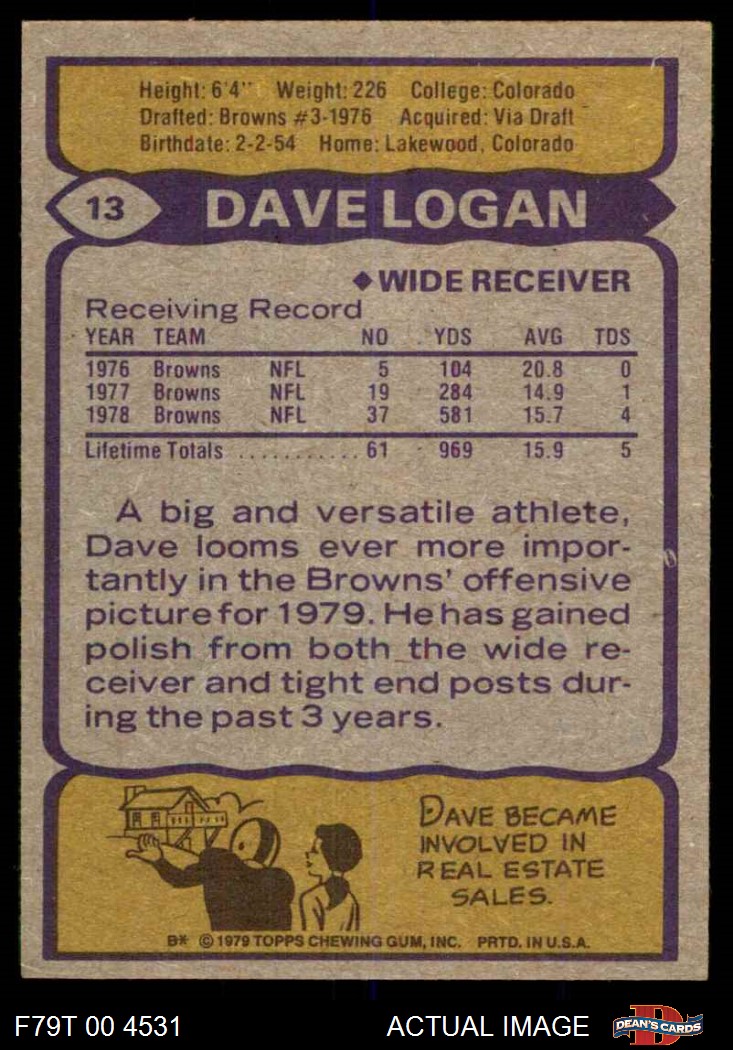 Height: 6'4" Weight: 226 College: Colorado
Drafted: Browns #3-1976 Acquired: Via Draft
Birthdate: 2-2-54 Home: Lakewood, Colorado
13 DAVE LOGAN
◆WIDE RECEIVER
Receiving Record
YEAR TEAM NO YDS AVG TDS
1976 Browns NFL 5 104 20.8 0
1977 Browns NFL 19 284 14.9 1
1978 Browns NFL 37 581 15.7 4
Lifetime Totals ........... 61 969 15.9 5
A big and versatile athlete,
Dave looms ever more impor-
tantly in the Browns' offensive
picture for 1979. He has gained
polish from both the wide re-
ceiver and tight end posts dur-
ing the past 3 years.
DAVE BECAME
INVOLVED IN
REAL ESTATE
SALES.
B* © 1979 TOPPS CHEWING GUM, INC. PRTD. IN U.S.A.
F79T 00 4531 ACTUAL IMAGE D DEAN'S CARDS